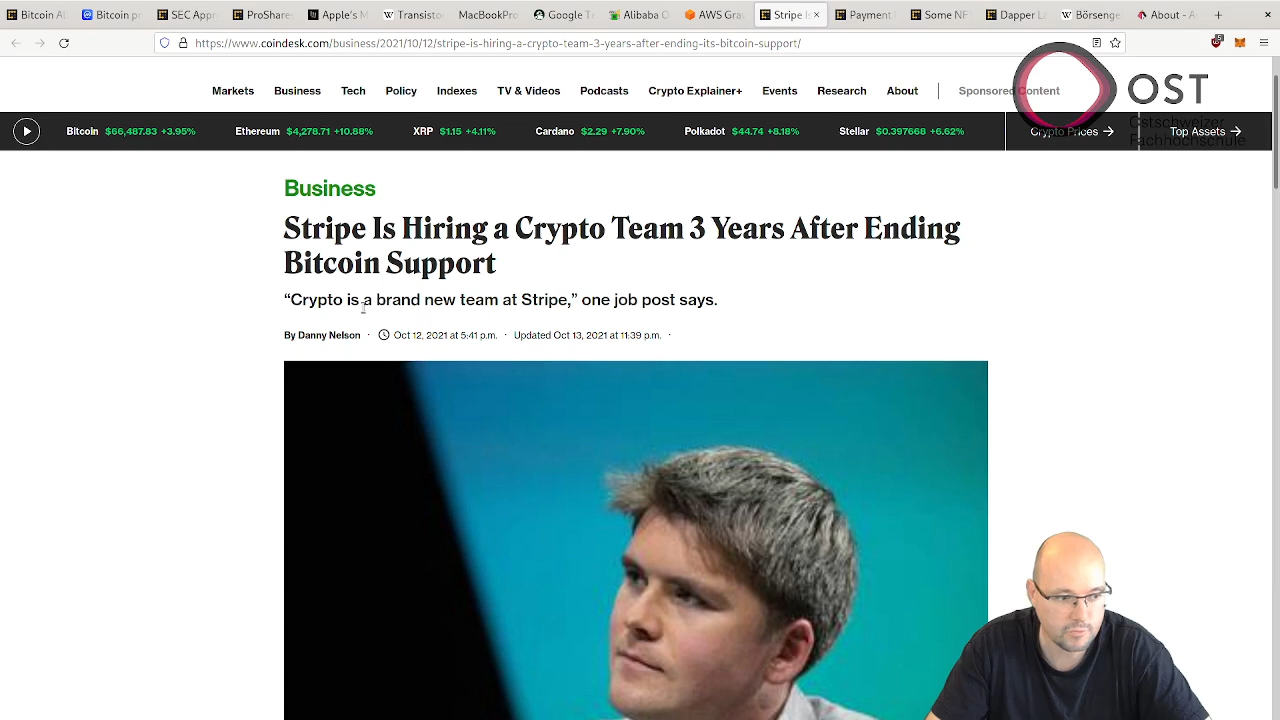 Bitcoin Al
Bitcoin pr
SEC Appr
ProShare
Apple's M
Transisto
MacBookPro
Google Tr
Alibaba O
AWS Gra
Stripe Is
Payment
Some NF
Dapper La
Börsenge
About - A
https://www.coindesk.com/business/2021/10/12/stripe-is-hiring-a-crypto-team-3-years-after-ending-its-bitcoin-support/
Markets Business Tech Policy Indexes TV & Videos Podcasts Crypto Explainer+ Events Research About Sponsored Content
OST
Ostschweizer
Fachhochschule
Bitcoin $66,487.83 +3.95% Ethereum $4,278.71 +10.88% XRP $1.15 +4.11% Cardano $2.29 +7.90% Polkadot $44.74 +8.18% Stellar $0.397668 +6.62% Crypto Prices → Top Assets →
Business
Stripe Is Hiring a Crypto Team 3 Years After Ending
Bitcoin Support
“Crypto is a brand new team at Stripe,” one job post says.
By Danny Nelson · Oct 12, 2021 at 5:41 p.m. · Updated Oct 13, 2021 at 11:39 p.m. ·